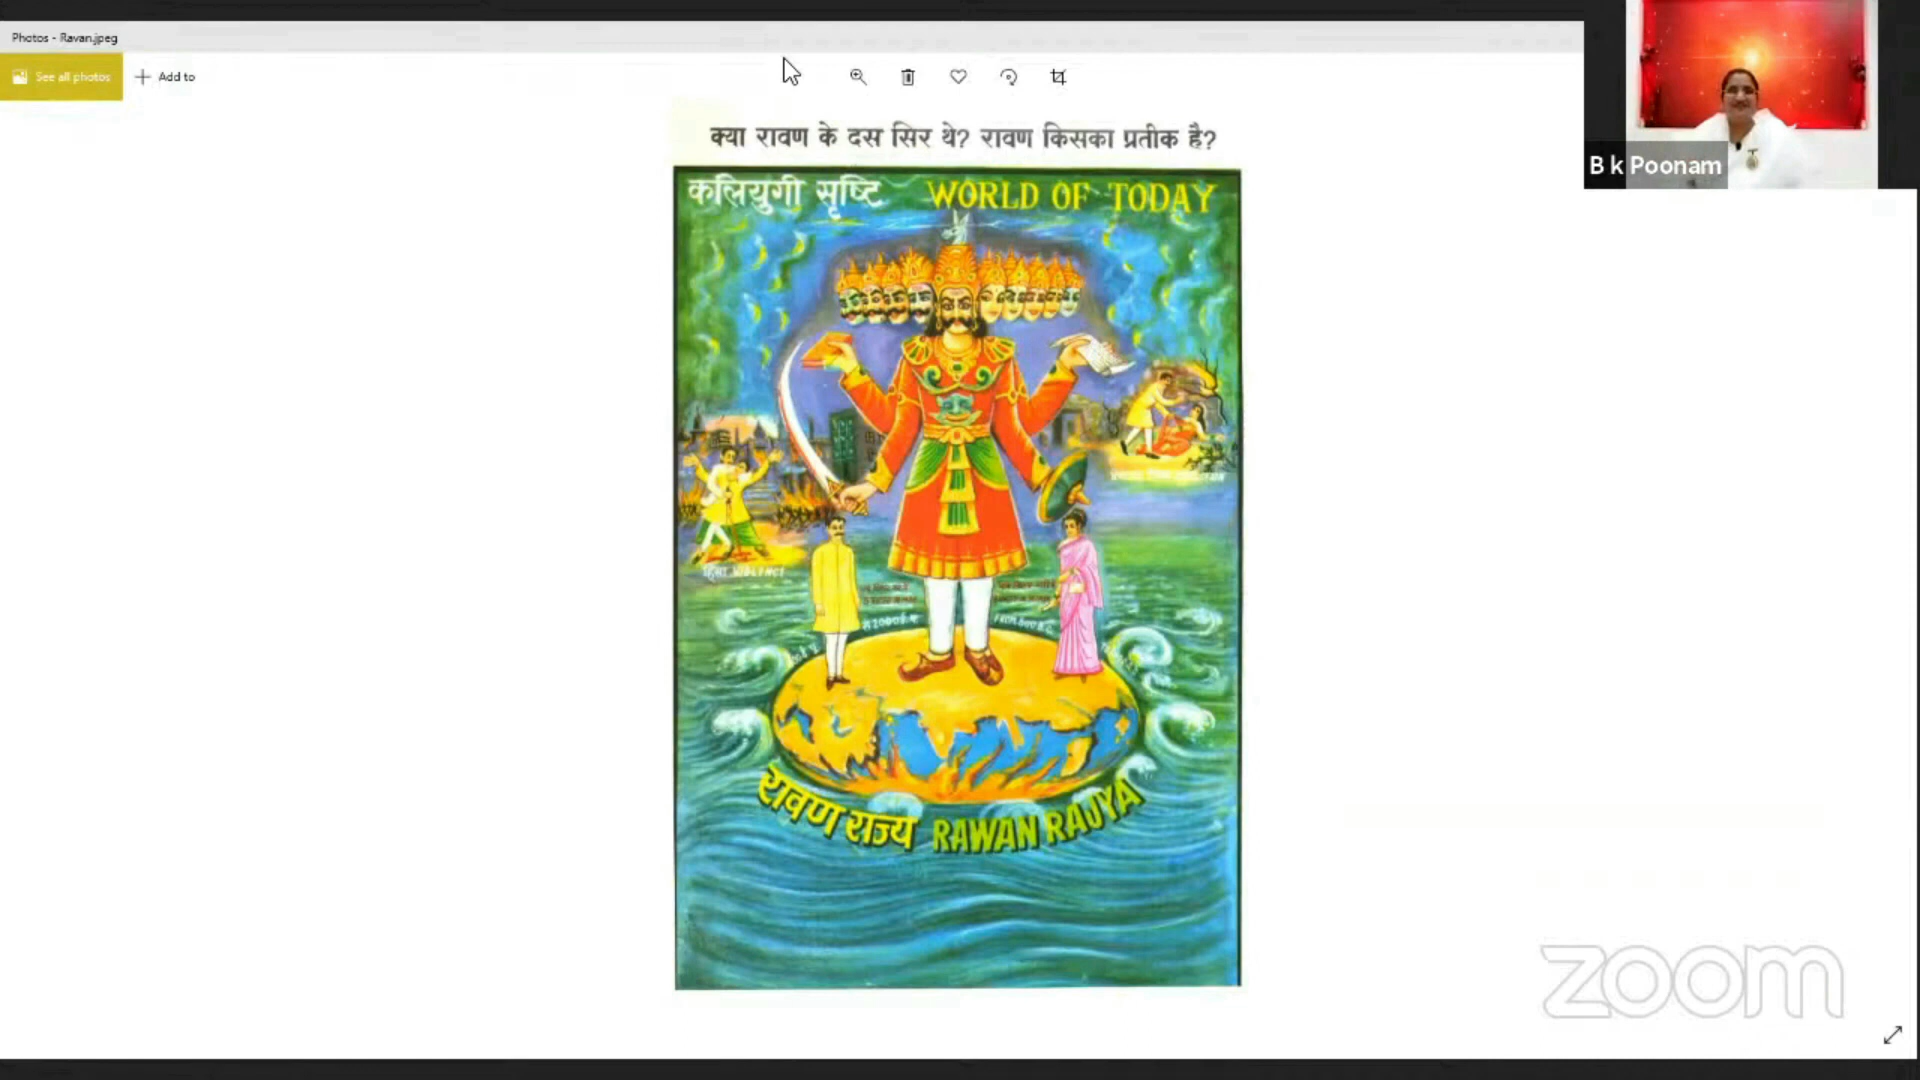 Photos - Ravan.jpeg
See all photos
Add to
B k Poonam
क्या रावण के दस सिर थे? रावण किसका प्रतीक है?
कलियुगी सृष्टि WORLD OF TODAY
हिंसा VIOLENCE
रावण राज्य RAWAN RAJYA
zoom